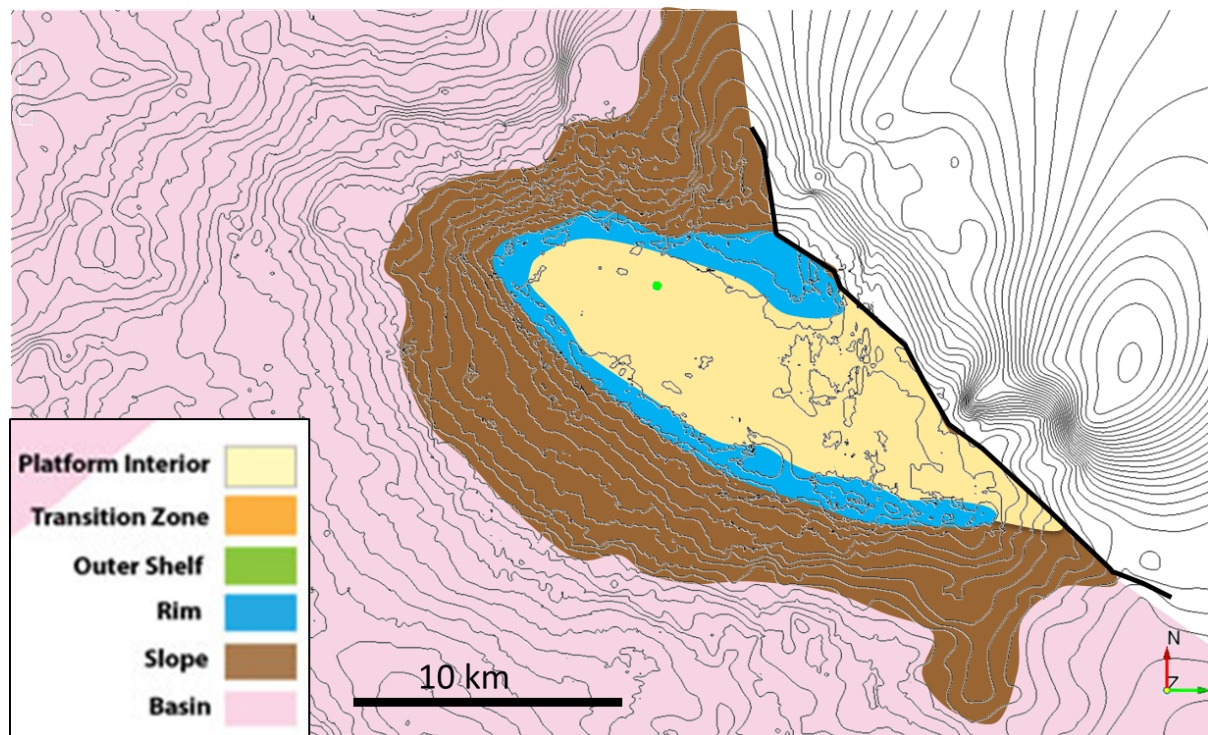 Platform Interior
Transition Zone
Outer Shelf
Rim
Slope
Basin
10 km
N
Z